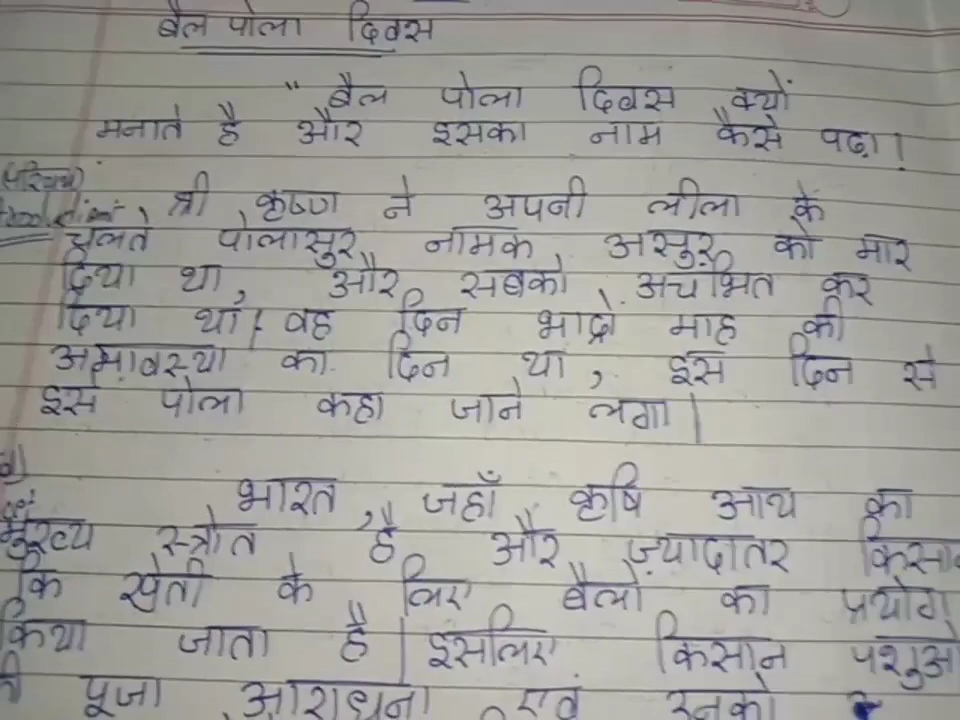 बैल पोला दिवस
" बैल पोला दिवस क्यों
मनाते है और इसका नाम कैसे पढ़ा।
(परिचय)
श्री कृष्ण ने अपनी लीला के
चलते पोलासुर नामक असुर को मार
दिया था, और सबको अचंभित कर
दिया था। वह दिन भाद्रो माह की
अमावस्या का दिन था, इस दिन से
इसे पोला कहा जाने लगा।
भारत, जहाँ कृषि आय का
मुख्य स्त्रोत है और ज़्यादातर
कि खेती के लिए बैलो का प्रयोग
किया जाता है। इसलिए किसान पशुओ
पूजा आराधना एवं उनको